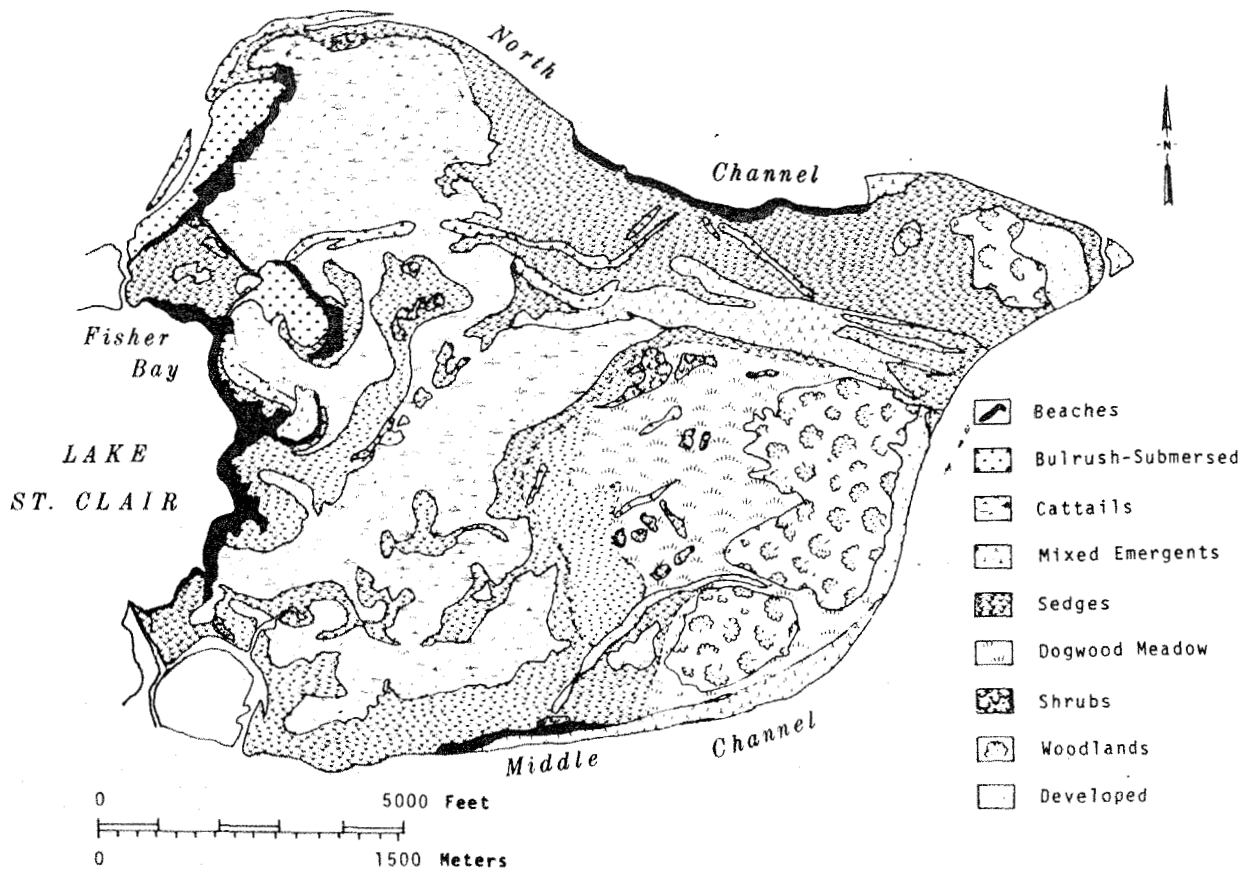 North
Channel
N
Fisher
Bay
LAKE
ST. CLAIR
Beaches
Bulrush-Submersed
Cattails
Mixed Emergents
Sedges
Dogwood Meadow
Shrubs
Woodlands
Developed
Middle Channel
0 5000 Feet
0 1500 Meters